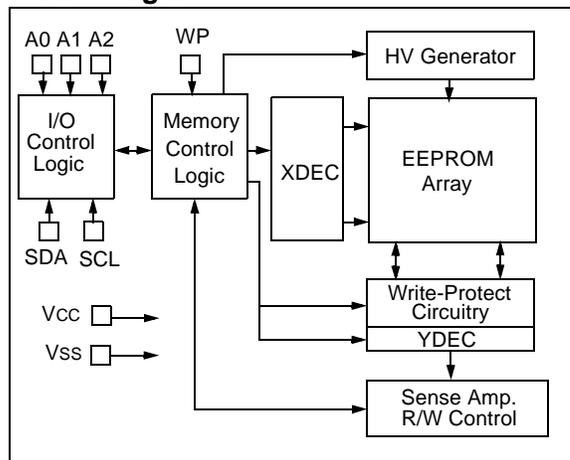 A0 A1 A2
WP
HV Generator
I/O
Control
Logic
Memory
Control
Logic
XDEC
EEPROM
Array
SDA
SCL
Write-Protect
Circuitry
YDEC
VCC
VSS
Sense Amp.
R/W Control